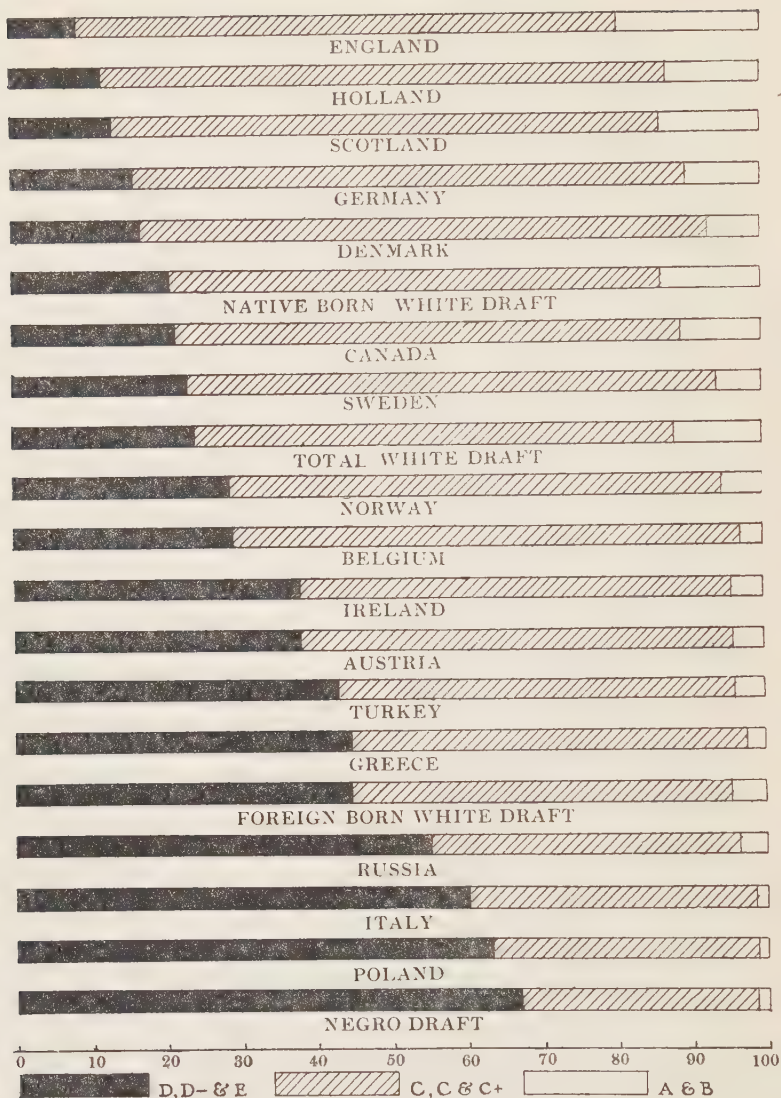 ENGLAND
HOLLAND
SCOTLAND
GERMANY
DENMARK
NATIVE BORN WHITE DRAFT
CANADA
SWEDEN
TOTAL WHITE DRAFT
NORWAY
BELGIUM
IRELAND
AUSTRIA
TURKEY
GREECE
FOREIGN BORN WHITE DRAFT
RUSSIA
ITALY
POLAND
NEGRO DRAFT
0 10 20 30 40 50 60 70 80 90 100
D, D- & E C, C & C+ A & B